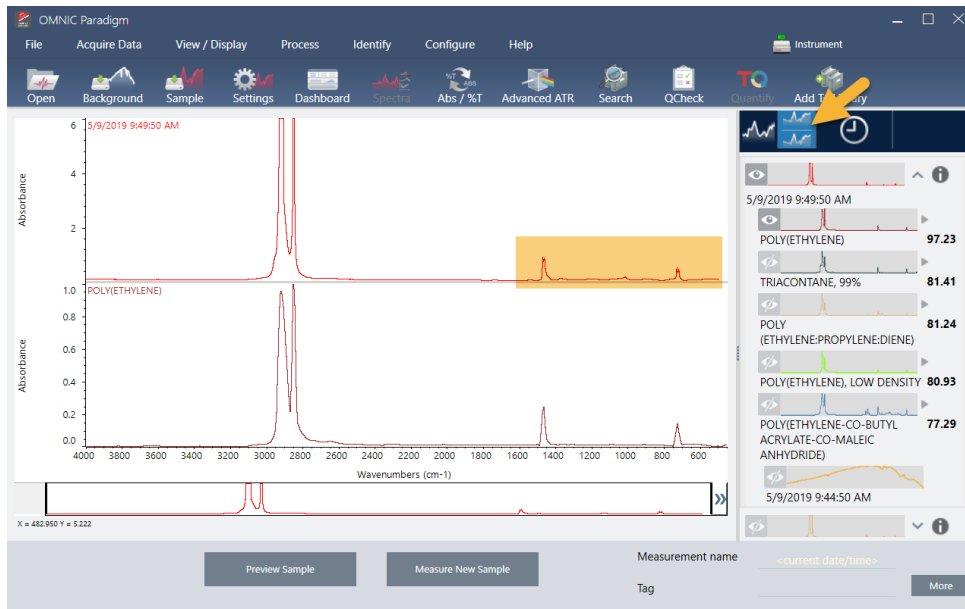 OMNIC Paradigm
File Acquire Data View / Display Process Identify Configure Help Instrument
%T ABS TQ
Open Background Sample Settings Dashboard Spectra Abs / %T Advanced ATR Search QCheck Quantify
5/9/2019 9:49:50 AM
6
4
2
Absorbance
POLY(ETHYLENE)
1.0
0.8
0.6
0.4
0.2
0.0
Absorbance
4000 3800 3600 3400 3200 3000 2800 2600 2400 2200 2000 1800 1600 1400 1200 1000 800 600
Wavenumbers (cm-1)
X = 482.950 Y = 5.222
5/9/2019 9:49:50 AM
POLY(ETHYLENE) 97.23
TRIACONTANE, 99% 81.41
POLY 81.24
(ETHYLENE:PROPYLENE:DIENE)
POLY(ETHYLENE), LOW DENSITY 80.93
POLY(ETHYLENE-CO-BUTYL 77.29
ACRYLATE-CO-MALEIC
ANHYDRIDE)
5/9/2019 9:44:50 AM
Preview Sample
Measure New Sample
Measurement name <current date/time>
Tag
More